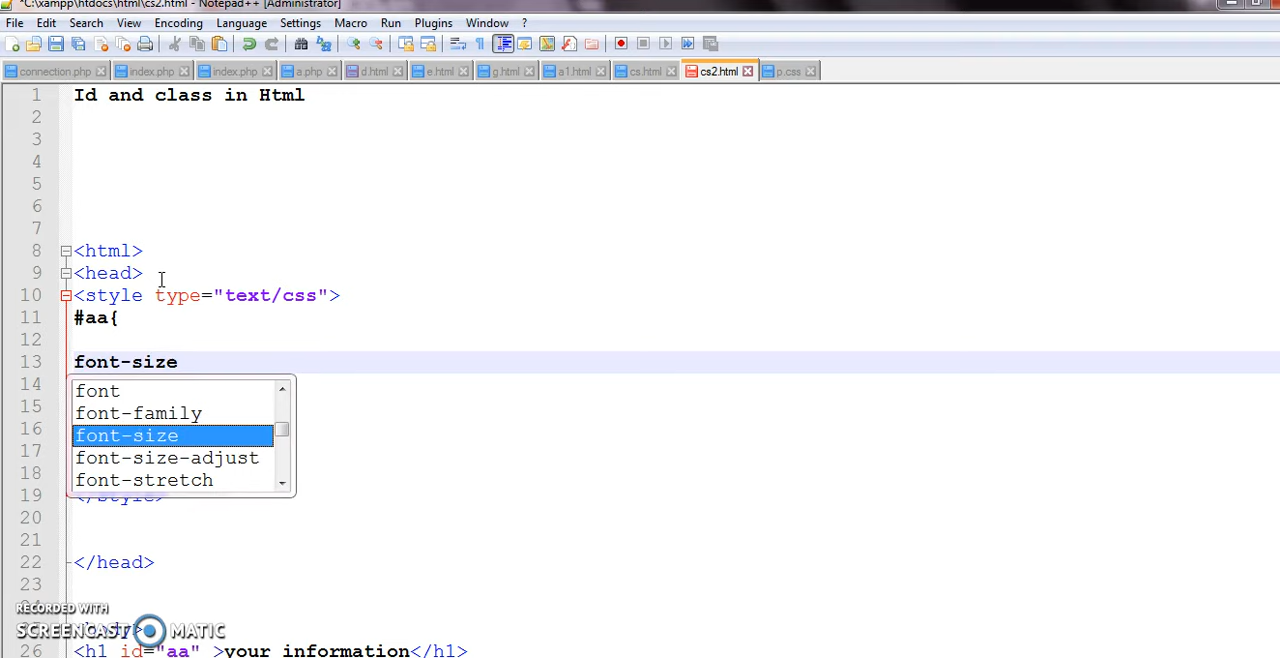 *C:\xampp\htdocs\html\cs2.html - Notepad++ [Administrator]
File Edit Search View Encoding Language Settings Macro Run Plugins Window ?
connection.php index.php index.php a.php d.html e.html g.html a1.html cs.html cs2.html p.css
1 Id and class in Html
2
3
4
5
6
7
8 <html>
9 <head>
10 <style type="text/css">
11 #aa{
12
13 font-size
14 font
15 font-family
16 font-size
17 font-size-adjust
18 font-stretch
19 </style>
20
21
22 </head>
23
RECORDED WITH
SCREENCAST MATIC
26 <h1 id="aa" >your information</h1>